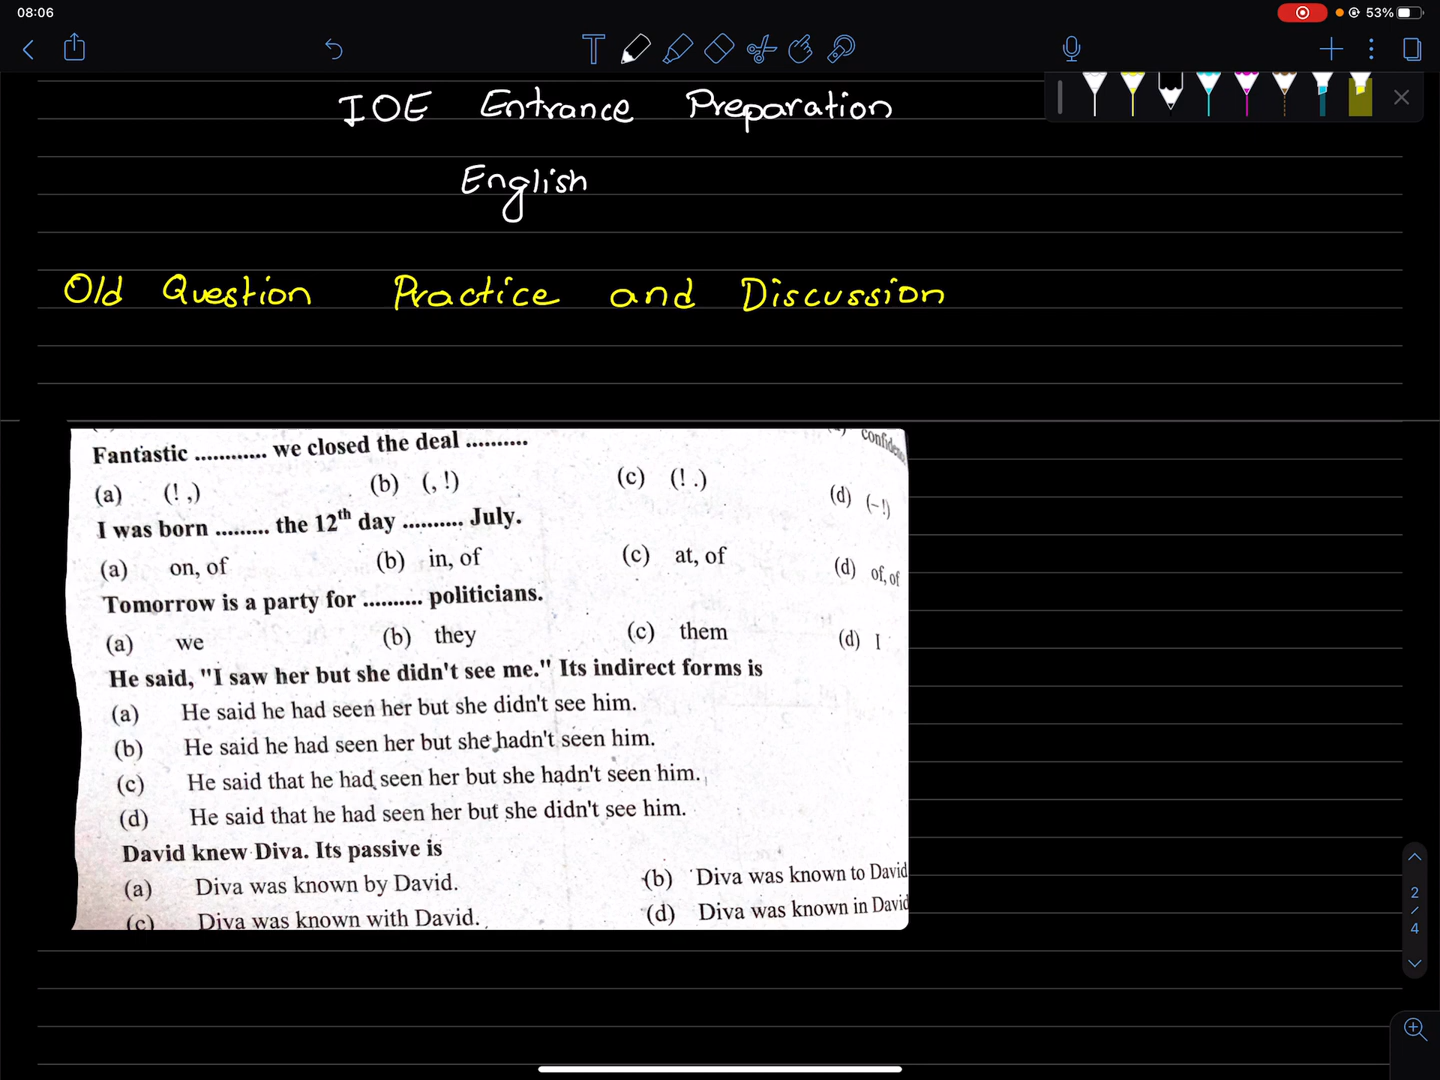 08:06
53%
IOE Entrance Preparation
English
Old Question Practice and Discussion
Fantastic ............ we closed the deal ..........
(a) (! ,) (b) (, !) (c) (! .) (d) (–!)
I was born ......... the 12th day .......... July.
(a) on, of (b) in, of (c) at, of (d) of, of
Tomorrow is a party for .......... politicians.
(a) we (b) they (c) them (d) I
He said, "I saw her but she didn't see me." Its indirect forms is
(a) He said he had seen her but she didn't see him.
(b) He said he had seen her but she hadn't seen him.
(c) He said that he had seen her but she hadn't seen him.
(d) He said that he had seen her but she didn't see him.
David knew Diva. Its passive is
(a) Diva was known by David. (b) Diva was known to David
(c) Diva was known with David. (d) Diva was known in David
2
/
4